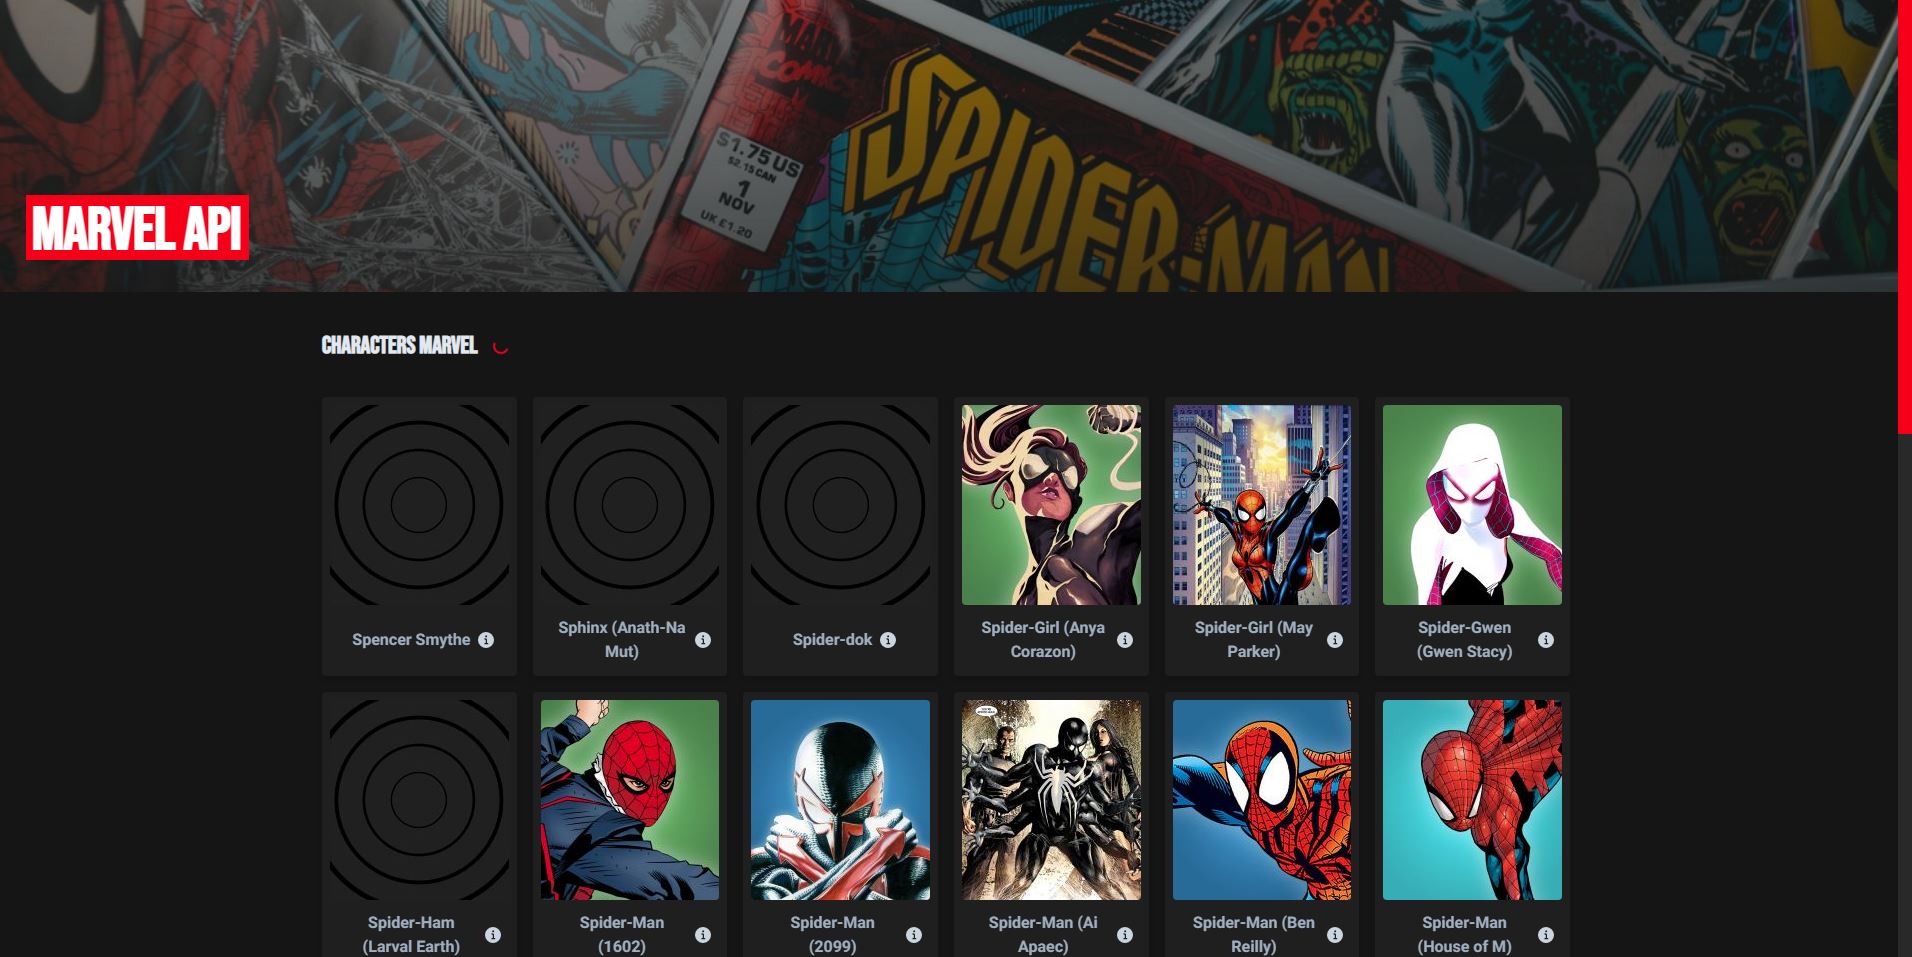 MARVEL
COMICS
$1.75 US
$2.15 CAN
1
NOV
UK £1.20
SPIDER-MAN
MARVEL API
CHARACTERS MARVEL
Spencer Smythe
Sphinx (Anath-Na
Mut)
Spider-dok
Spider-Girl (Anya
Corazon)
Spider-Girl (May
Parker)
Spider-Gwen
(Gwen Stacy)
Spider-Ham
(Larval Earth)
Spider-Man
(1602)
Spider-Man
(2099)
Spider-Man (Ai
Apaec)
Spider-Man (Ben
Reilly)
Spider-Man
(House of M)